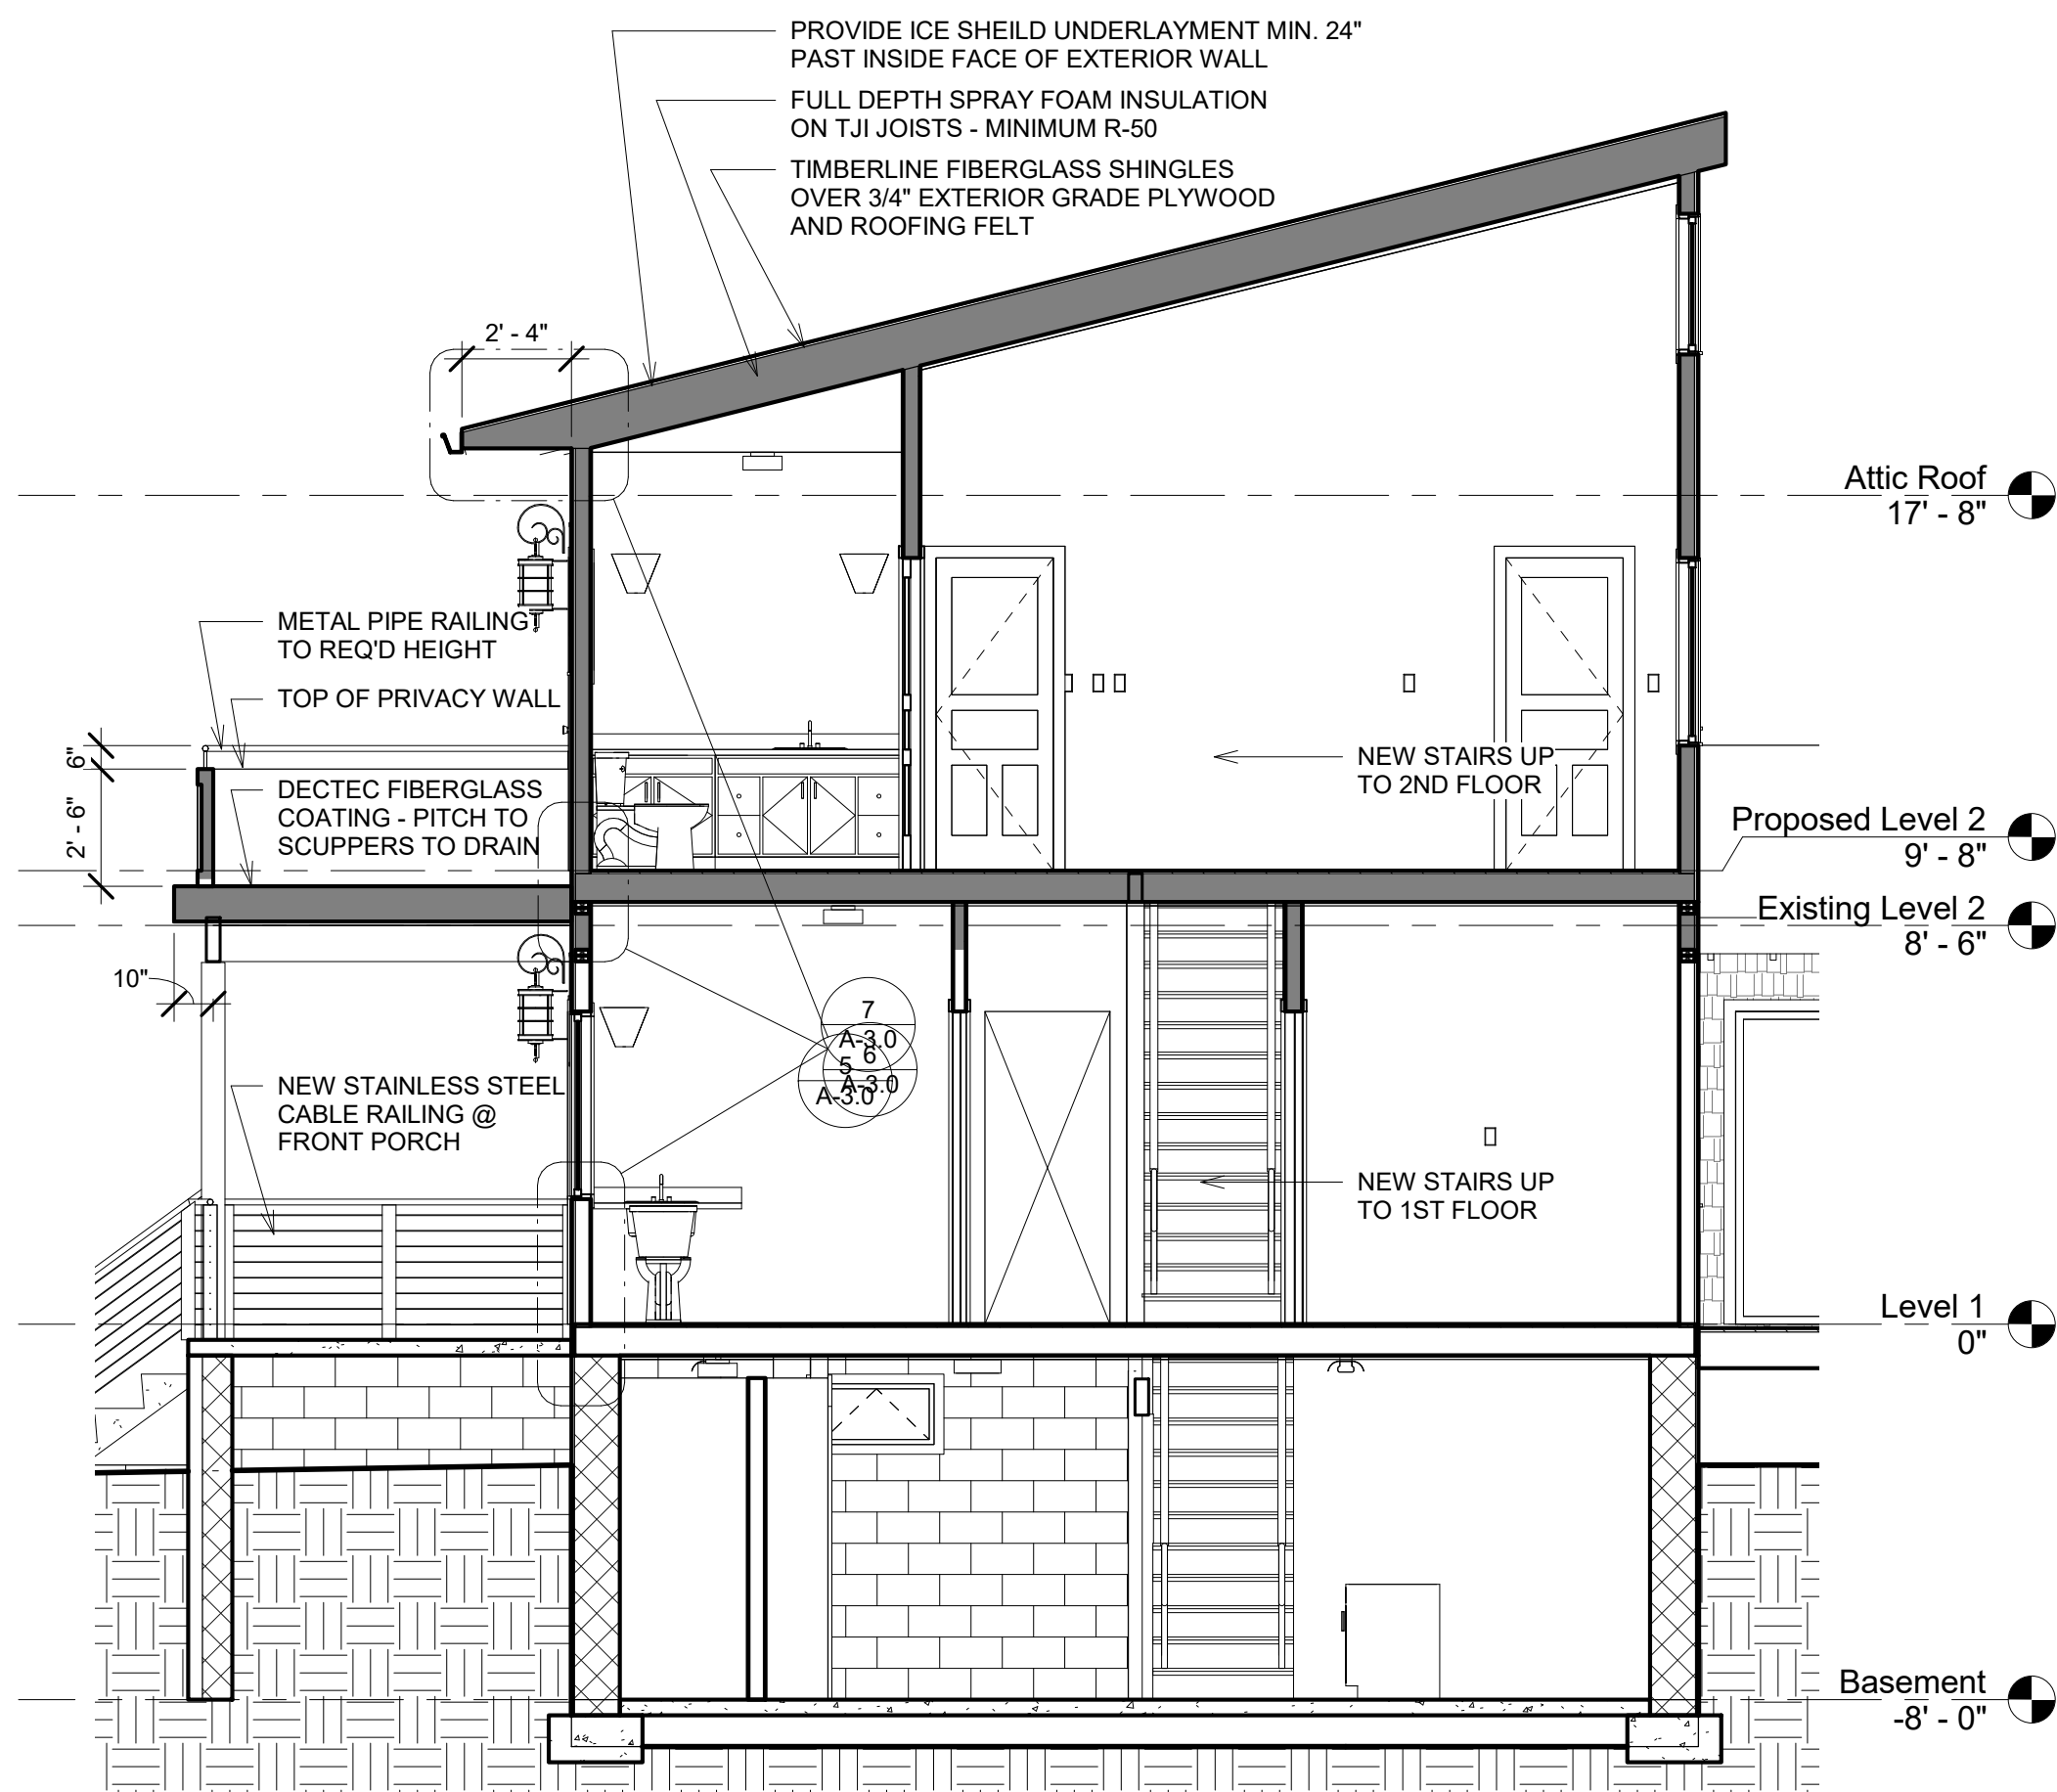 PROVIDE ICE SHEILD UNDERLAYMENT MIN. 24"
PAST INSIDE FACE OF EXTERIOR WALL
FULL DEPTH SPRAY FOAM INSULATION
ON TJI JOISTS - MINIMUM R-50
TIMBERLINE FIBERGLASS SHINGLES
OVER 3/4" EXTERIOR GRADE PLYWOOD
AND ROOFING FELT
2' - 4"
Attic Roof
17' - 8"
METAL PIPE RAILING
TO REQ'D HEIGHT
TOP OF PRIVACY WALL
6"
2' - 6"
DECTEC FIBERGLASS
COATING - PITCH TO
SCUPPERS TO DRAIN
NEW STAIRS UP
TO 2ND FLOOR
Proposed Level 2
9' - 8"
Existing Level 2
8' - 6"
10"
7
A-3.0
6
A-3.0
5
A-3.0
NEW STAINLESS STEEL
CABLE RAILING @
FRONT PORCH
NEW STAIRS UP
TO 1ST FLOOR
Level 1
0"
Basement
-8' - 0"